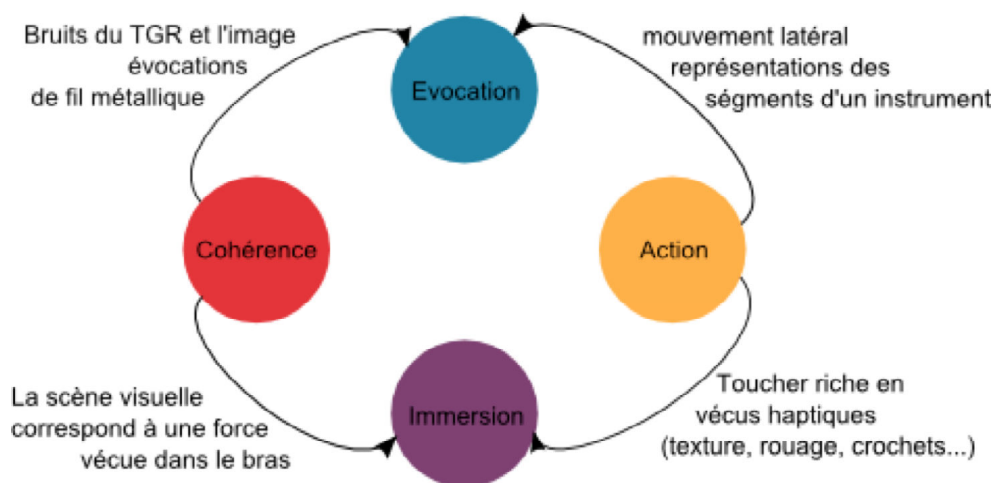 Bruits du TGR et l'image
évocations
de fil métallique
Evocation
mouvement latéral
représentations des
ségments d'un instrument
Cohérence
Action
La scène visuelle
correspond à une force
vécue dans le bras
Immersion
Toucher riche en
vécus haptiques
(texture, rouage, crochets...)